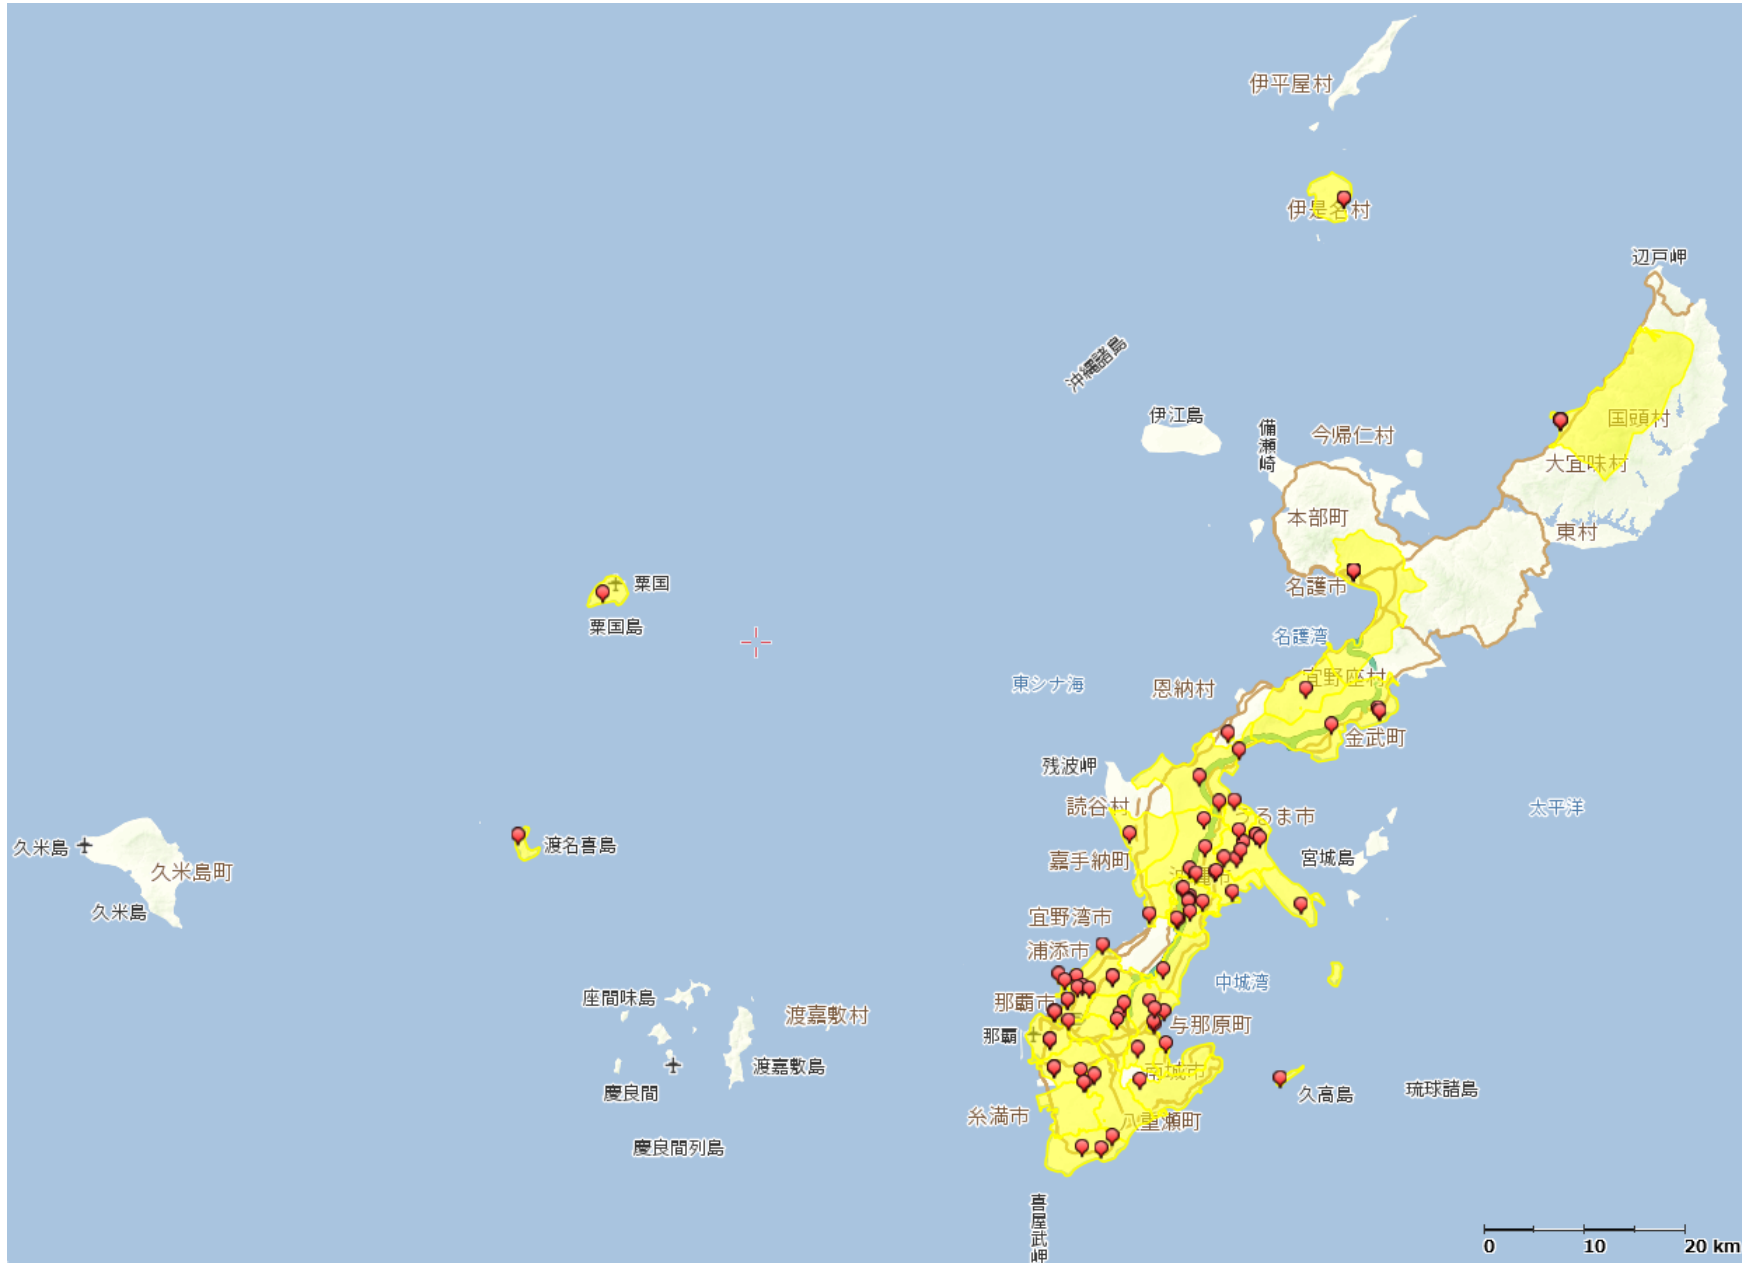 伊平屋村
伊是名村
辺戸岬
沖縄諸島
伊江島
備瀬崎
今帰仁村
国頭村
大宜味村
本部町
東村
粟国
名護市
粟国島
名護湾
宜野座村
東シナ海
恩納村
金武町
残波岬
読谷村
うるま市
太平洋
久米島
渡名喜島
嘉手納町
宮城島
久米島町
沖縄市
久米島
宜野湾市
浦添市
中城湾
座間味島
那覇市
渡嘉敷村
与那原町
那覇
渡嘉敷島
南城市
慶良間
久高島
琉球諸島
糸満市
八重瀬町
慶良間列島
喜屋武岬
0 10 20 km